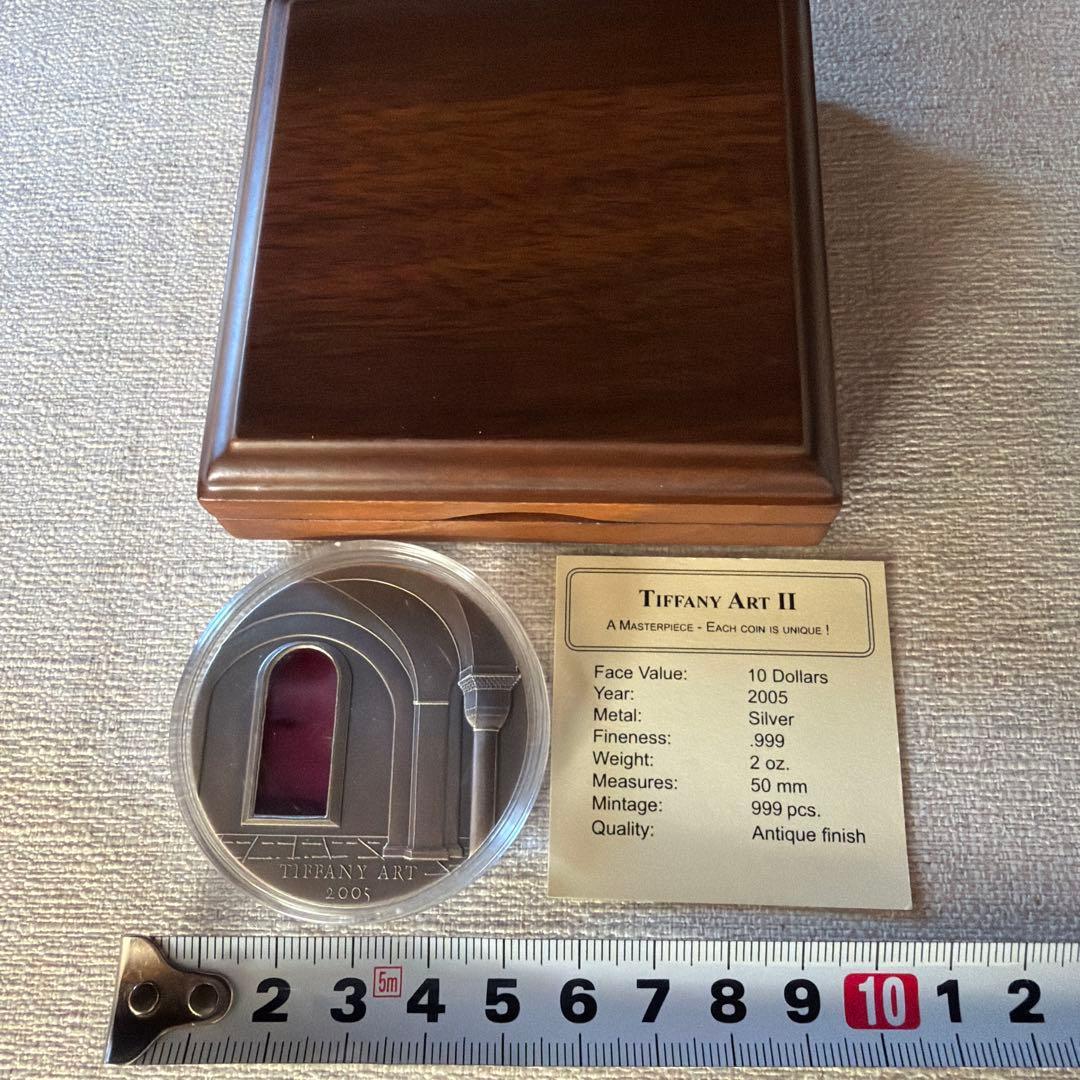 TIFFANY ART
2005
TIFFANY ART II
A MASTERPIECE - EACH COIN IS UNIQUE !
Face Value: 10 Dollars
Year: 2005
Metal: Silver
Fineness: .999
Weight: 2 oz.
Measures: 50 mm
Mintage: 999 pcs.
Quality: Antique finish
2 3 5m 4 5 6 7 8 9 10 1 2